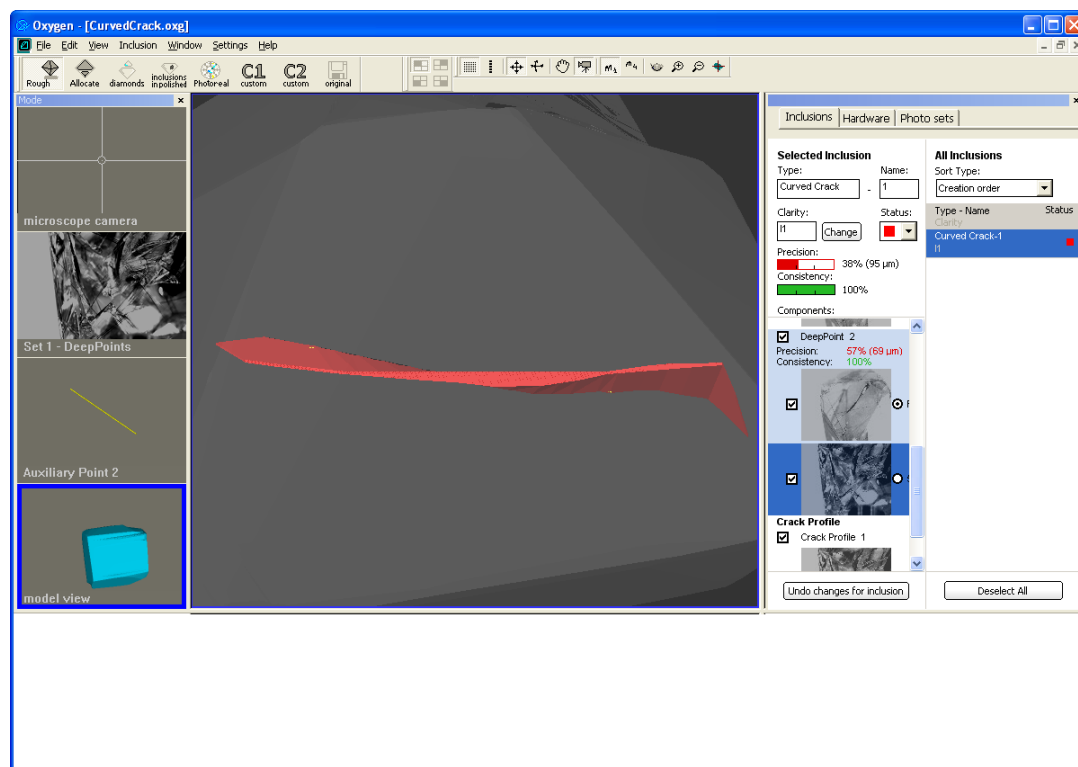 Oxygen - [CurvedCrack.oxg]
File Edit View Inclusion Window Settings Help
Rough Allocate diamonds inclusions inpolished Photoreal C1 custom C2 custom original
Mode
microscope camera
Set 1 - DeepPoints
Auxiliary Point 2
model view
Inclusions Hardware Photo sets
Selected Inclusion
Type: Name:
Curved Crack - 1
Clarity: Status:
I1 Change
Precision:
38% (95 µm)
Consistency:
100%
Components:
DeepPoint 2
Precision: 57% (69 µm)
Consistency: 100%
Crack Profile
Crack Profile 1
Undo changes for inclusion
All Inclusions
Sort Type:
Creation order
Type - Name Status
Clarity
Curved Crack-1
I1
Deselect All